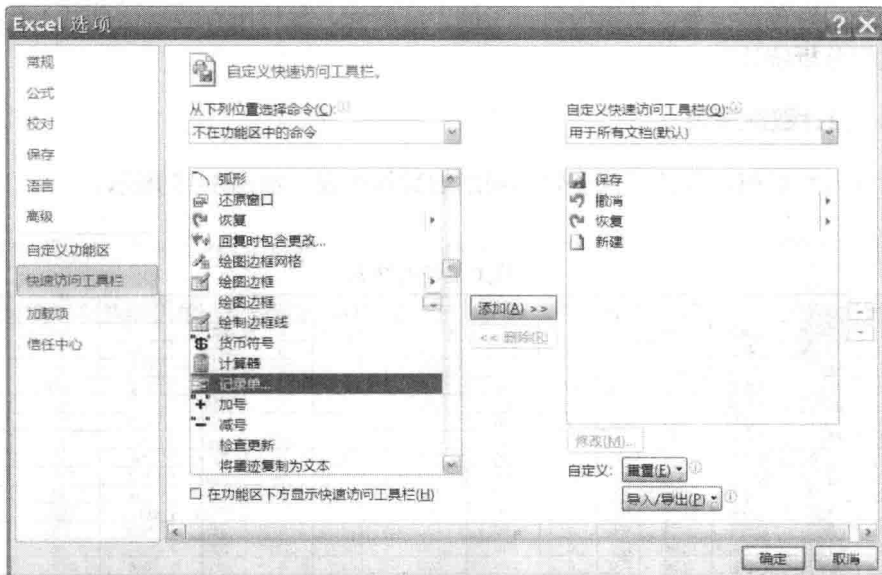 Excel 选项
常规
公式
校对
保存
语言
高级
自定义功能区
快速访问工具栏
加载项
信任中心
自定义快速访问工具栏。
从下列位置选择命令(C):
不在功能区中的命令
弧形
还原窗口
恢复
回复时包含更改...
绘图边框网格
绘图边框
绘图边框
绘制边框线
货币符号
计算器
记录单...
加号
减号
检查更新
将墨迹复制为文本
在功能区下方显示快速访问工具栏(H)
添加(A) >>
<< 删除(R)
自定义快速访问工具栏(Q):
用于所有文档(默认)
保存
撤消
恢复
新建
修改(M)...
自定义: 重置(E)
导入/导出(P)
确定 取消